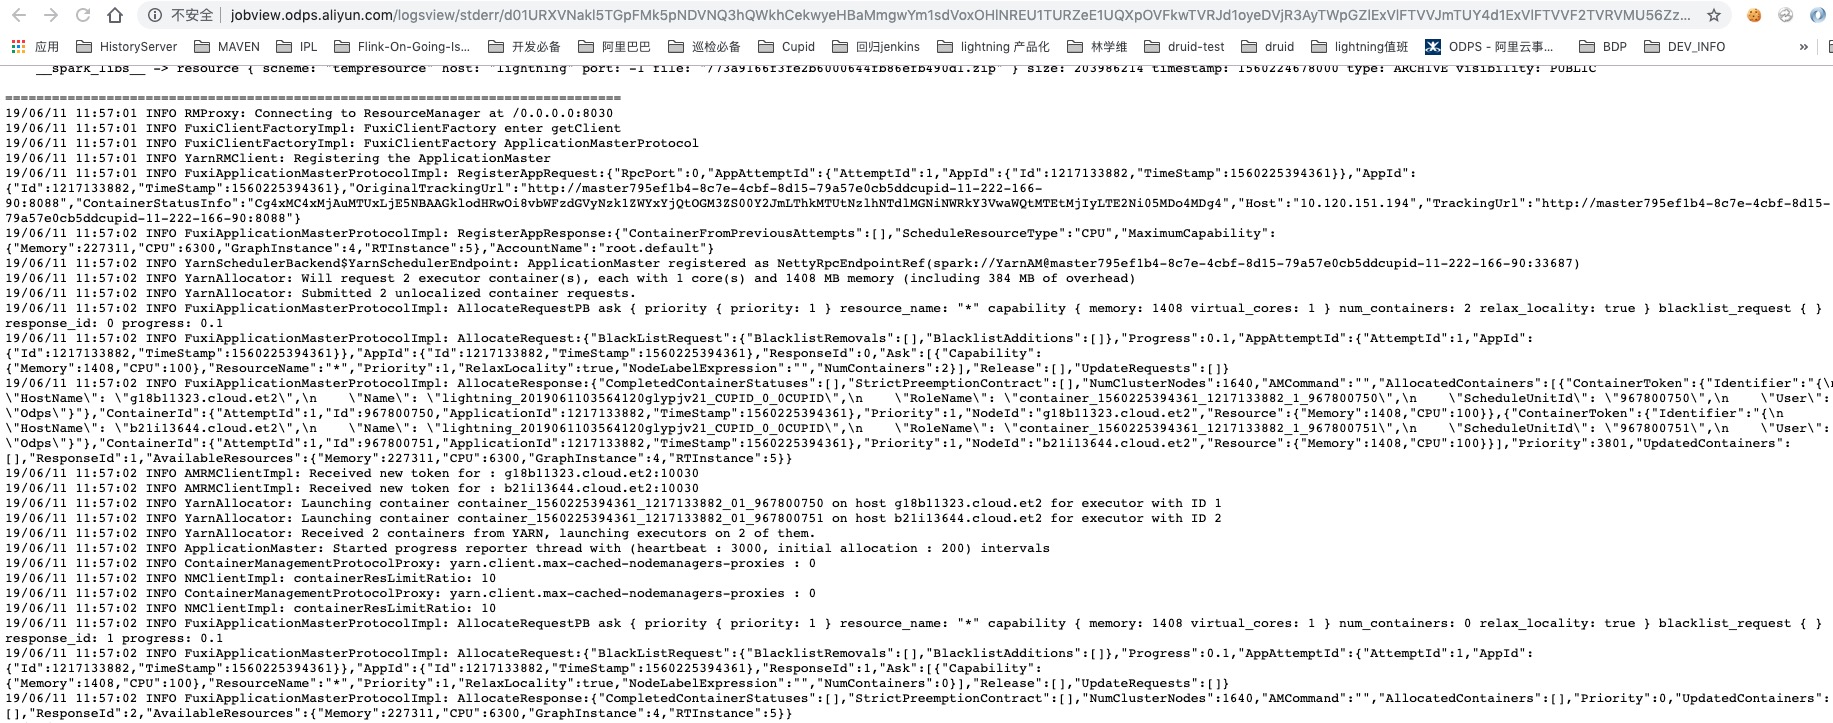 不安全 | jobview.odps.aliyun.com/logsview/stderr/d01URXVNakl5TGpFMk5pNDVNQ3hQWkhCekwyeHBaMmgwYm1sdVoxOHlNREU1TURZeE1UQXpOVFkwTVRJd1oyeDVjR3AyTWpGZlExVlFTVVJmTUY4d1ExVlFTVVF2TVRVMU56Zz...
应用 HistoryServer MAVEN IPL Flink-On-Going-Is... 开发必备 阿里巴巴 巡检必备 Cupid 回归jenkins lightning 产品化 林学维 druid-test druid lightning值班 ODPS - 阿里云事... BDP DEV_INFO »
__spark_libs__ -> resource { scheme: "tempresource" host: "lightning" port: -1 file: "/773a9166f3fe2b6000644fb86efb490d1.zip" } size: 203986214 timestamp: 1560224678000 type: ARCHIVE visibility: PUBLIC
===============================================================================
19/06/11 11:57:01 INFO RMProxy: Connecting to ResourceManager at /0.0.0.0:8030
19/06/11 11:57:01 INFO FuxiClientFactoryImpl: FuxiClientFactory enter getClient
19/06/11 11:57:01 INFO FuxiClientFactoryImpl: FuxiClientFactory ApplicationMasterProtocol
19/06/11 11:57:01 INFO YarnRMClient: Registering the ApplicationMaster
19/06/11 11:57:01 INFO FuxiApplicationMasterProtocolImpl: RegisterAppRequest:{"RpcPort":0,"AppAttemptId":{"AttemptId":1,"AppId":{"Id":1217133882,"TimeStamp":1560225394361}},"AppId":
{"Id":1217133882,"TimeStamp":1560225394361},"OriginalTrackingUrl":"http://master795ef1b4-8c7e-4cbf-8d15-79a57e0cb5ddcupid-11-222-166-
90:8088","ContainerStatusInfo":"Cg4xMC4xMjAuMTUxLjE5NBAAGklodHRwOi8vbWFzdGVyNzk1ZWYxYjQtOGM3ZS00Y2JmLThkMTUtNzlhNTdlMGNiNWRkY3VwaWQtMTEtMjIyLTE2Ni05MDo4MDg4","Host":"10.120.151.194","TrackingUrl":"http://master795ef1b4-8c7e-4cbf-8d15-
79a57e0cb5ddcupid-11-222-166-90:8088"}
19/06/11 11:57:02 INFO FuxiApplicationMasterProtocolImpl: RegisterAppResponse:{"ContainerFromPreviousAttempts":[],"ScheduleResourceType":"CPU","MaximumCapability":
{"Memory":227311,"CPU":6300,"GraphInstance":4,"RTInstance":5},"AccountName":"root.default"}
19/06/11 11:57:02 INFO YarnSchedulerBackend$YarnSchedulerEndpoint: ApplicationMaster registered as NettyRpcEndpointRef(spark://YarnAM@master795ef1b4-8c7e-4cbf-8d15-79a57e0cb5ddcupid-11-222-166-90:33687)
19/06/11 11:57:02 INFO YarnAllocator: Will request 2 executor container(s), each with 1 core(s) and 1408 MB memory (including 384 MB of overhead)
19/06/11 11:57:02 INFO YarnAllocator: Submitted 2 unlocalized container requests.
19/06/11 11:57:02 INFO FuxiApplicationMasterProtocolImpl: AllocateRequestPB ask { priority { priority: 1 } resource_name: "*" capability { memory: 1408 virtual_cores: 1 } num_containers: 2 relax_locality: true } blacklist_request { }
response_id: 0 progress: 0.1
19/06/11 11:57:02 INFO FuxiApplicationMasterProtocolImpl: AllocateRequest:{"BlackListRequest":{"BlacklistRemovals":[],"BlacklistAdditions":[]},"Progress":0.1,"AppAttemptId":{"AttemptId":1,"AppId":
{"Id":1217133882,"TimeStamp":1560225394361}},"AppId":{"Id":1217133882,"TimeStamp":1560225394361},"ResponseId":0,"Ask":[{"Capability":
{"Memory":1408,"CPU":100},"ResourceName":"*","Priority":1,"RelaxLocality":true,"NodeLabelExpression":"","NumContainers":2}],"Release":[],"UpdateRequests":[]}
19/06/11 11:57:02 INFO FuxiApplicationMasterProtocolImpl: AllocateResponse:{"CompletedContainerStatuses":[],"StrictPreemptionContract":[],"NumClusterNodes":1640,"AMCommand":"","AllocatedContainers":[{"ContainerToken":{"Identifier":"{\n
\"HostName\": \"g18b11323.cloud.et2\",\n \"Name\": \"lightning_2019061103564120glypjv21_CUPID_0_0CUPID\",\n \"RoleName\": \"container_1560225394361_1217133882_1_967800750\",\n \"ScheduleUnitId\": \"967800750\",\n \"User\":
\"Odps\"}"},"ContainerId":{"AttemptId":1,"Id":967800750,"ApplicationId":1217133882,"TimeStamp":1560225394361},"Priority":1,"NodeId":"g18b11323.cloud.et2","Resource":{"Memory":1408,"CPU":100}},{"ContainerToken":{"Identifier":"{\n
\"HostName\": \"b21i13644.cloud.et2\",\n \"Name\": \"lightning_2019061103564120glypjv21_CUPID_0_0CUPID\",\n \"RoleName\": \"container_1560225394361_1217133882_1_967800751\",\n \"ScheduleUnitId\": \"967800751\",\n \"User\":
\"Odps\"}"},"ContainerId":{"AttemptId":1,"Id":967800751,"ApplicationId":1217133882,"TimeStamp":1560225394361},"Priority":1,"NodeId":"b21i13644.cloud.et2","Resource":{"Memory":1408,"CPU":100}}],"Priority":3801,"UpdatedContainers":
[],"ResponseId":1,"AvailableResources":{"Memory":227311,"CPU":6300,"GraphInstance":4,"RTInstance":5}}
19/06/11 11:57:02 INFO AMRMClientImpl: Received new token for : g18b11323.cloud.et2:10030
19/06/11 11:57:02 INFO AMRMClientImpl: Received new token for : b21i13644.cloud.et2:10030
19/06/11 11:57:02 INFO YarnAllocator: Launching container container_1560225394361_1217133882_01_967800750 on host g18b11323.cloud.et2 for executor with ID 1
19/06/11 11:57:02 INFO YarnAllocator: Launching container container_1560225394361_1217133882_01_967800751 on host b21i13644.cloud.et2 for executor with ID 2
19/06/11 11:57:02 INFO YarnAllocator: Received 2 containers from YARN, launching executors on 2 of them.
19/06/11 11:57:02 INFO ApplicationMaster: Started progress reporter thread with (heartbeat : 3000, initial allocation : 200) intervals
19/06/11 11:57:02 INFO ContainerManagementProtocolProxy: yarn.client.max-cached-nodemanagers-proxies : 0
19/06/11 11:57:02 INFO NMClientImpl: containerResLimitRatio: 10
19/06/11 11:57:02 INFO ContainerManagementProtocolProxy: yarn.client.max-cached-nodemanagers-proxies : 0
19/06/11 11:57:02 INFO NMClientImpl: containerResLimitRatio: 10
19/06/11 11:57:02 INFO FuxiApplicationMasterProtocolImpl: AllocateRequestPB ask { priority { priority: 1 } resource_name: "*" capability { memory: 1408 virtual_cores: 1 } num_containers: 0 relax_locality: true } blacklist_request { }
response_id: 1 progress: 0.1
19/06/11 11:57:02 INFO FuxiApplicationMasterProtocolImpl: AllocateRequest:{"BlackListRequest":{"BlacklistRemovals":[],"BlacklistAdditions":[]},"Progress":0.1,"AppAttemptId":{"AttemptId":1,"AppId":
{"Id":1217133882,"TimeStamp":1560225394361}},"AppId":{"Id":1217133882,"TimeStamp":1560225394361},"ResponseId":1,"Ask":[{"Capability":
{"Memory":1408,"CPU":100},"ResourceName":"*","Priority":1,"RelaxLocality":true,"NodeLabelExpression":"","NumContainers":0}],"Release":[],"UpdateRequests":[]}
19/06/11 11:57:02 INFO FuxiApplicationMasterProtocolImpl: AllocateResponse:{"CompletedContainerStatuses":[],"StrictPreemptionContract":[],"NumClusterNodes":1640,"AMCommand":"","AllocatedContainers":[],"Priority":0,"UpdatedContainers":
[],"ResponseId":2,"AvailableResources":{"Memory":227311,"CPU":6300,"GraphInstance":4,"RTInstance":5}}